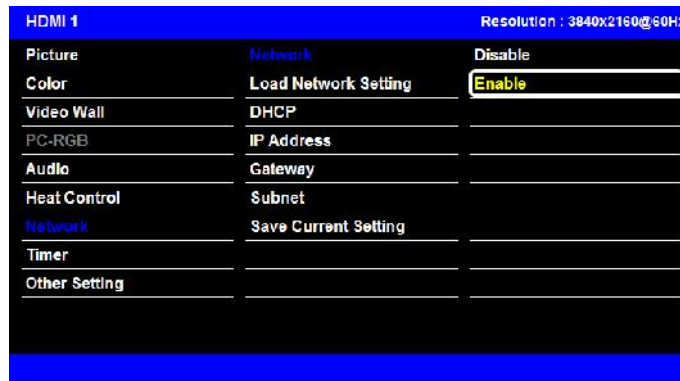 HDMI 1 Resolution : 3840x2160@60Hz
Picture Network Disable
Color Load Network Setting Enable
Video Wall DHCP
PC-RGB IP Address
Audio Gateway
Heat Control Subnet
Network Save Current Setting
Timer
Other Setting